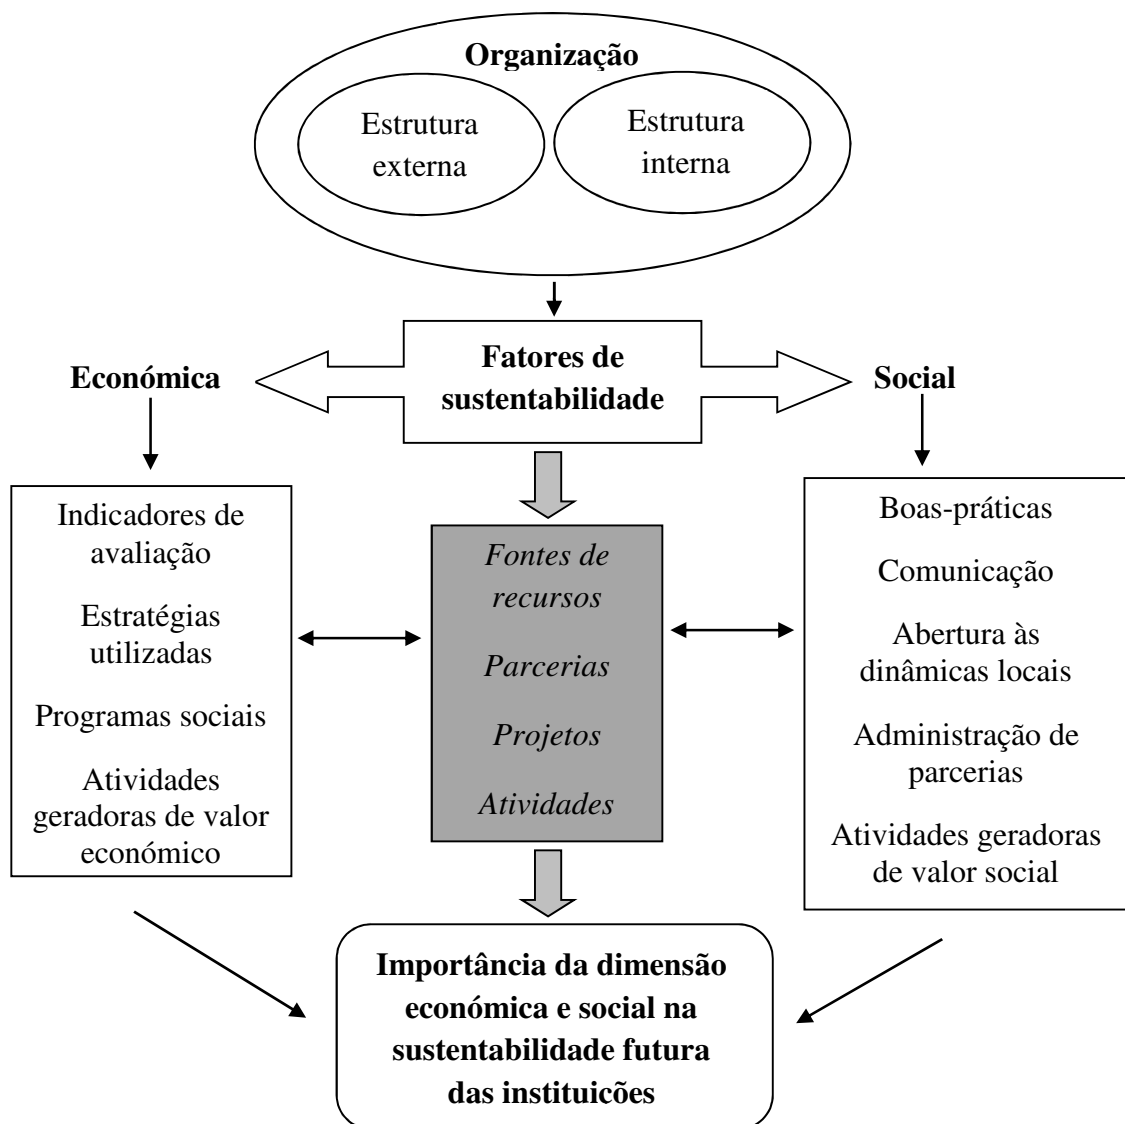 Organização
Estrutura
externa
Estrutura
interna
Fatores de
sustentabilidade
Económica
Social
Indicadores de
avaliação
Estratégias
utilizadas
Programas sociais
Atividades
geradoras de valor
económico
Fontes de
recursos
Parcerias
Projetos
Atividades
Boas-práticas
Comunicação
Abertura às
dinâmicas locais
Administração de
parcerias
Atividades geradoras
de valor social
Importância da dimensão
económica e social na
sustentabilidade futura
das instituicões